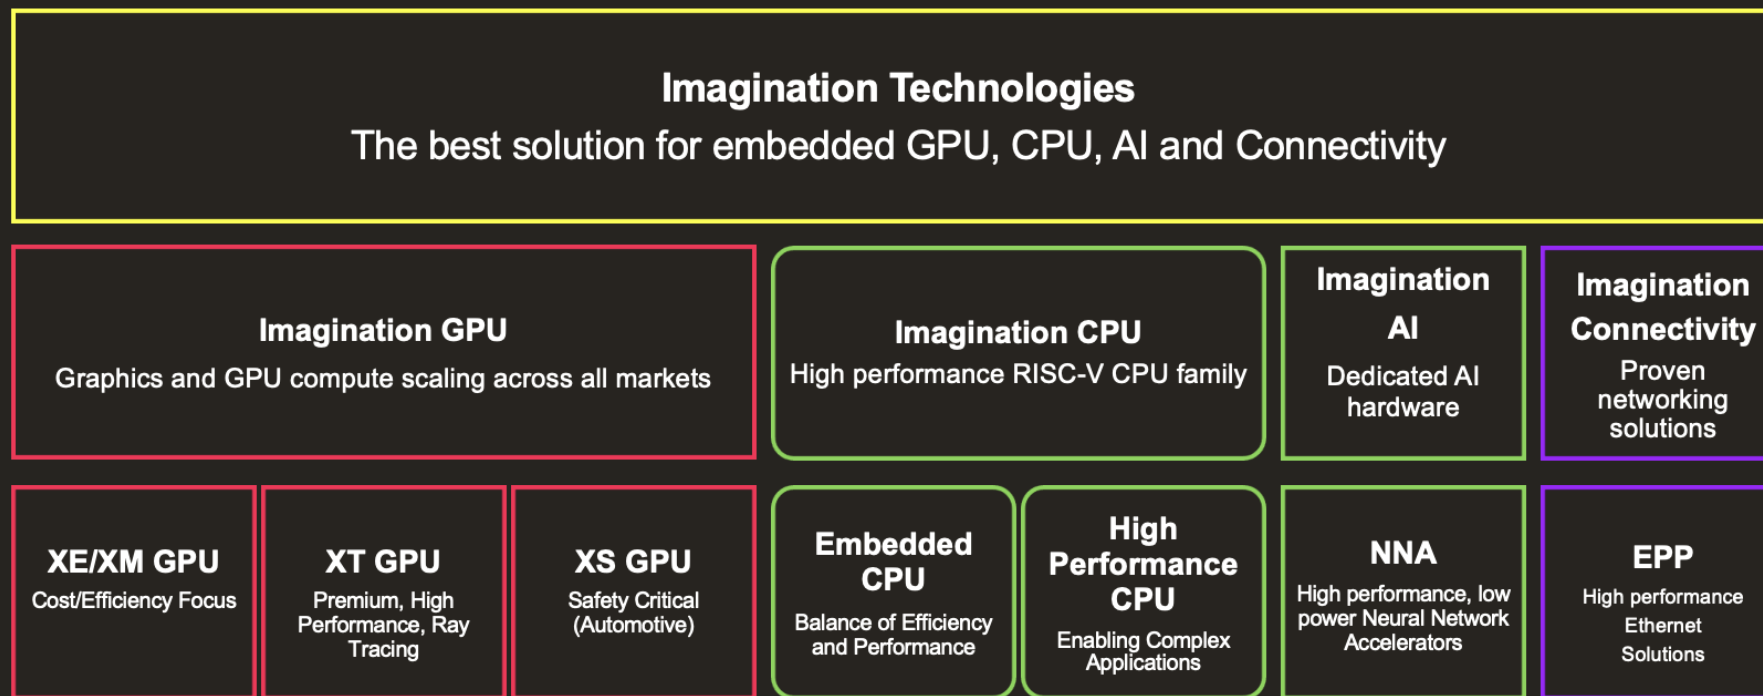 Imagination Technologies
The best solution for embedded GPU, CPU, AI and Connectivity
Imagination GPU
Graphics and GPU compute scaling across all markets
Imagination CPU
High performance RISC-V CPU family
Imagination
AI
Dedicated AI
hardware
Imagination
Connectivity
Proven
networking
solutions
XE/XM GPU
Cost/Efficiency Focus
XT GPU
Premium, High
Performance, Ray
Tracing
XS GPU
Safety Critical
(Automotive)
Embedded
CPU
Balance of Efficiency
and Performance
High
Performance
CPU
Enabling Complex
Applications
NNA
High performance, low
power Neural Network
Accelerators
EPP
High performance
Ethernet
Solutions